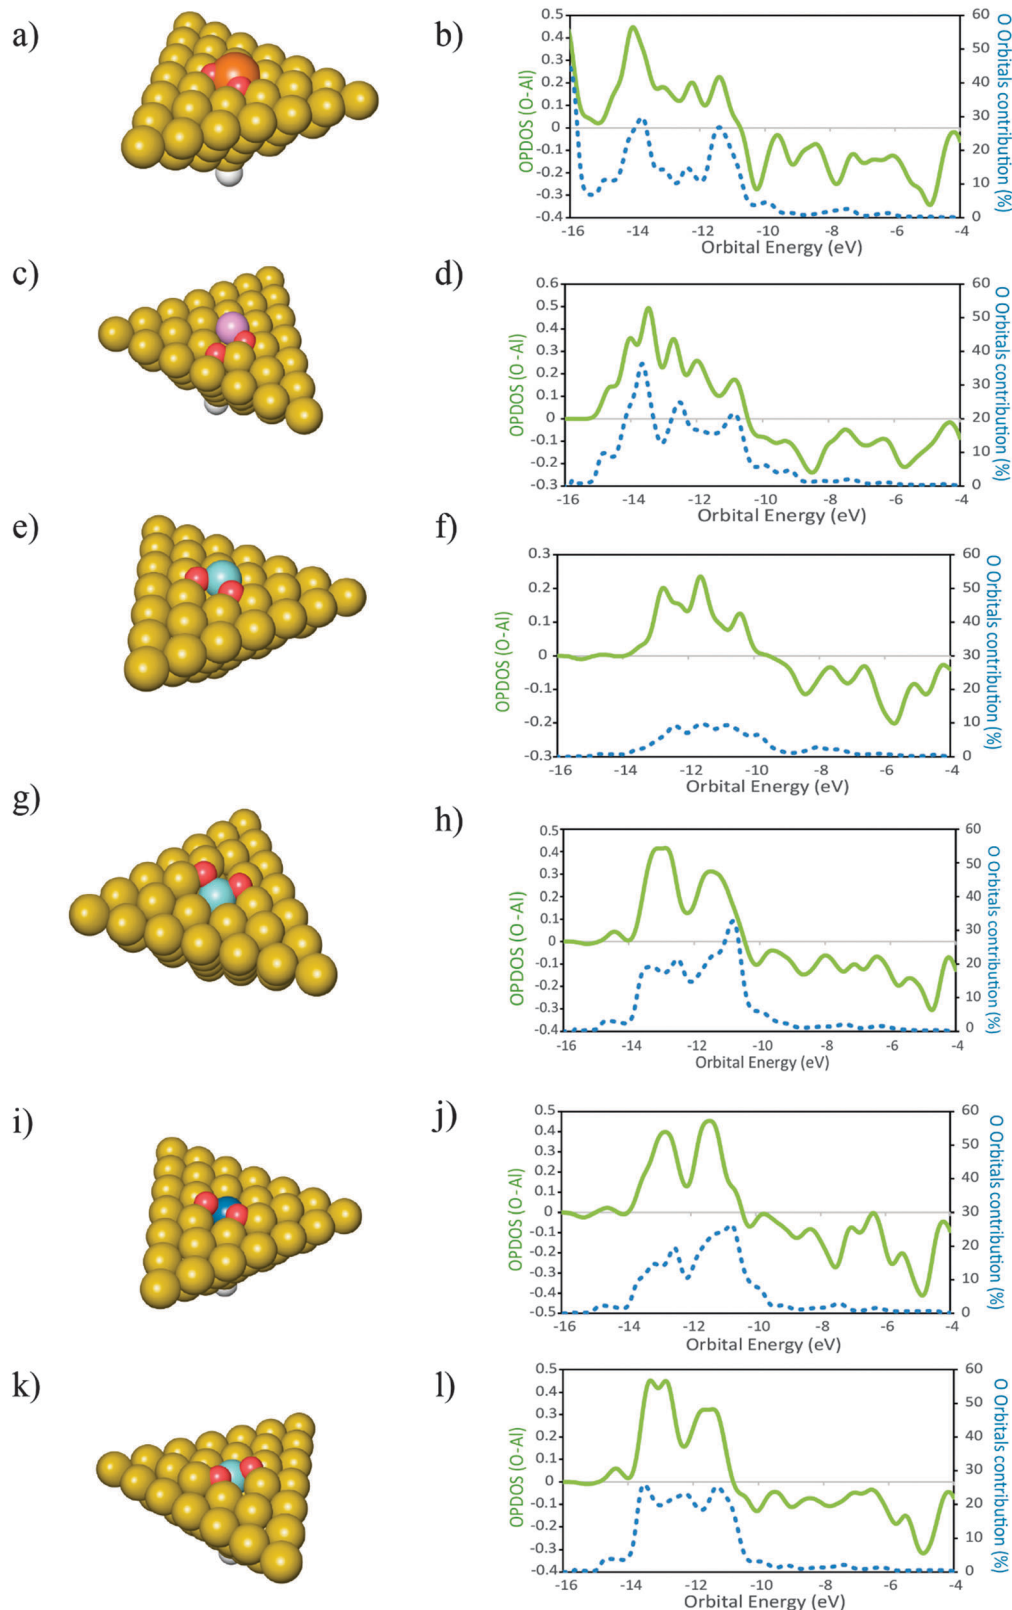 a)
b)
OPDOS (O-Al)
0.5
0.4
0.3
0.2
0.1
0
-0.1
-0.2
-0.3
-0.4
60
50
40
30
20
10
0
O Orbitals contribution (%)
-16 -14 -12 -10 -8 -6 -4
Orbital Energy (eV)
c)
d)
OPDOS (O-Al)
0.6
0.5
0.4
0.3
0.2
0.1
0
-0.1
-0.2
-0.3
60
50
40
30
20
10
0
O Orbitals contribution (%)
-16 -14 -12 -10 -8 -6 -4
Orbital Energy (eV)
e)
f)
OPDOS (O-Al)
0.3
0.2
0.1
0
-0.1
-0.2
-0.3
60
50
40
30
20
10
0
O Orbitals contribution (%)
-16 -14 -12 -10 -8 -6 -4
Orbital Energy (eV)
g)
h)
OPDOS (O-Al)
0.5
0.4
0.3
0.2
0.1
0
-0.1
-0.2
-0.3
-0.4
60
50
40
30
20
10
0
O Orbitals contribution (%)
-16 -14 -12 -10 -8 -6 -4
Orbital Energy (eV)
i)
j)
OPDOS (O-Al)
0.5
0.4
0.3
0.2
0.1
0
-0.1
-0.2
-0.3
-0.4
-0.5
60
50
40
30
20
10
0
O Orbitals contribution (%)
-16 -14 -12 -10 -8 -6 -4
Orbital Energy (eV)
k)
l)
OPDOS (O-Al)
0.5
0.4
0.3
0.2
0.1
0
-0.1
-0.2
-0.3
-0.4
60
50
40
30
20
10
0
O Orbitals contribution (%)
-16 -14 -12 -10 -8 -6 -4
Orbital Energy (eV)